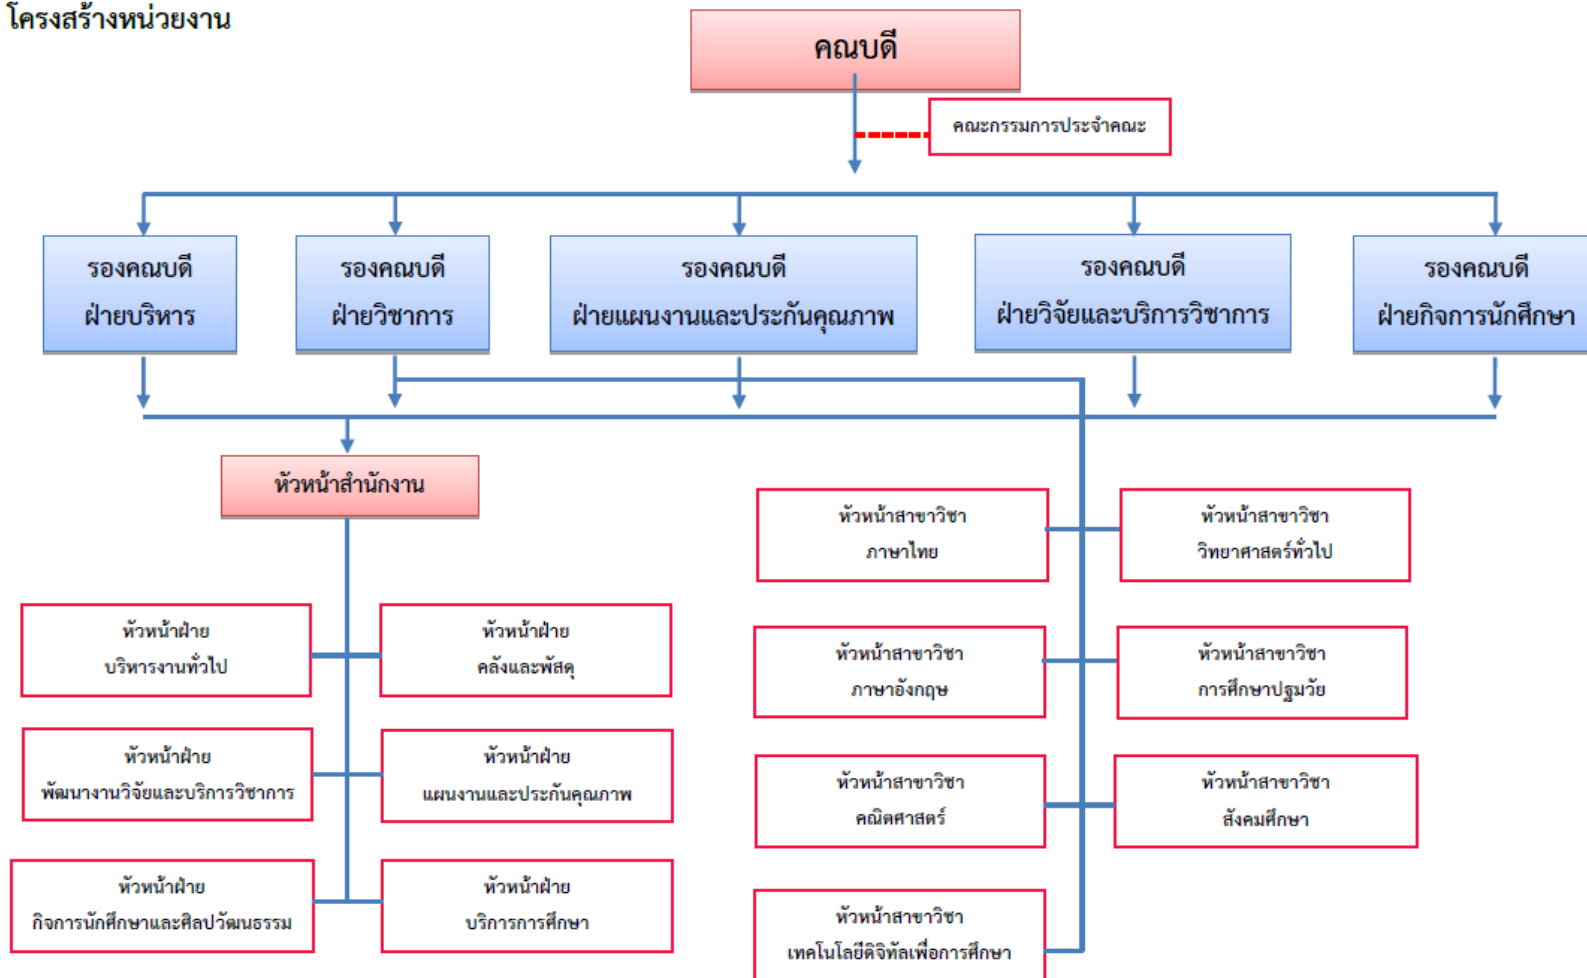 โครงสร้างหน่วยงาน
คณบดี
คณะกรรมการประจำคณะ
รองคณบดี
ฝ่ายบริหาร
รองคณบดี
ฝ่ายวิชาการ
รองคณบดี
ฝ่ายแผนงานและประกันคุณภาพ
รองคณบดี
ฝ่ายวิจัยและบริการวิชาการ
รองคณบดี
ฝ่ายกิจการนักศึกษา
หัวหน้าสำนักงาน
หัวหน้าฝ่าย
บริหารงานทั่วไป
หัวหน้าฝ่าย
คลังและพัสดุ
หัวหน้าฝ่าย
พัฒนางานวิจัยและบริการวิชาการ
หัวหน้าฝ่าย
แผนงานและประกันคุณภาพ
หัวหน้าฝ่าย
กิจการนักศึกษาและศิลปวัฒนธรรม
หัวหน้าฝ่าย
บริการการศึกษา
หัวหน้าสาขาวิชา
ภาษาไทย
หัวหน้าสาขาวิชา
วิทยาศาสตร์ทั่วไป
หัวหน้าสาขาวิชา
ภาษาอังกฤษ
หัวหน้าสาขาวิชา
การศึกษาปฐมวัย
หัวหน้าสาขาวิชา
คณิตศาสตร์
หัวหน้าสาขาวิชา
สังคมศึกษา
หัวหน้าสาขาวิชา
เทคโนโลยีดิจิทัลเพื่อการศึกษา